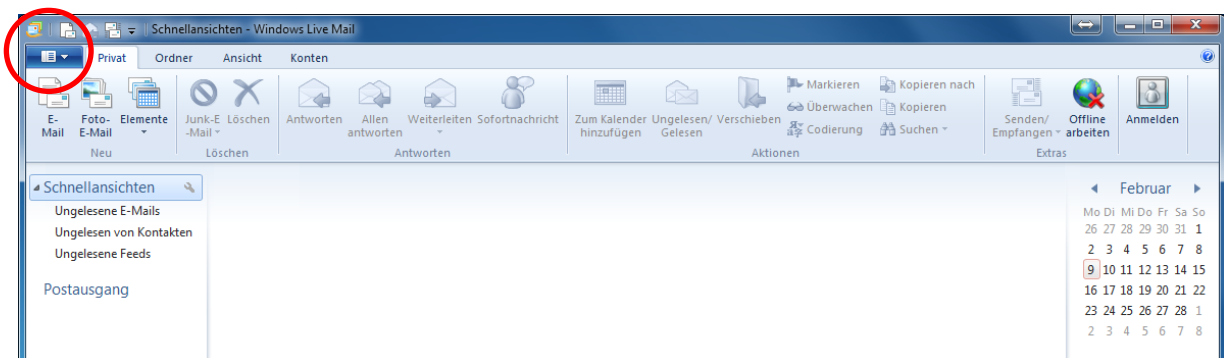 Schnellansichten - Windows Live Mail
Privat Ordner Ansicht Konten
E-Mail
Foto-E-Mail
Elemente
Neu
Junk-E-Mail
Löschen
Löschen
Antworten
Allen antworten
Weiterleiten
Sofortnachricht
Antworten
Zum Kalender hinzufügen
Ungelesen/Gelesen
Verschieben
Markieren
Überwachen
Codierung
Kopieren nach
Kopieren
Suchen
Aktionen
Senden/Empfangen
Offline arbeiten
Extras
Anmelden
Schnellansichten
Ungelesene E-Mails
Ungelesen von Kontakten
Ungelesene Feeds
Postausgang
Februar
Mo Di Mi Do Fr Sa So
26 27 28 29 30 31 1
2 3 4 5 6 7 8
9 10 11 12 13 14 15
16 17 18 19 20 21 22
23 24 25 26 27 28 1
2 3 4 5 6 7 8